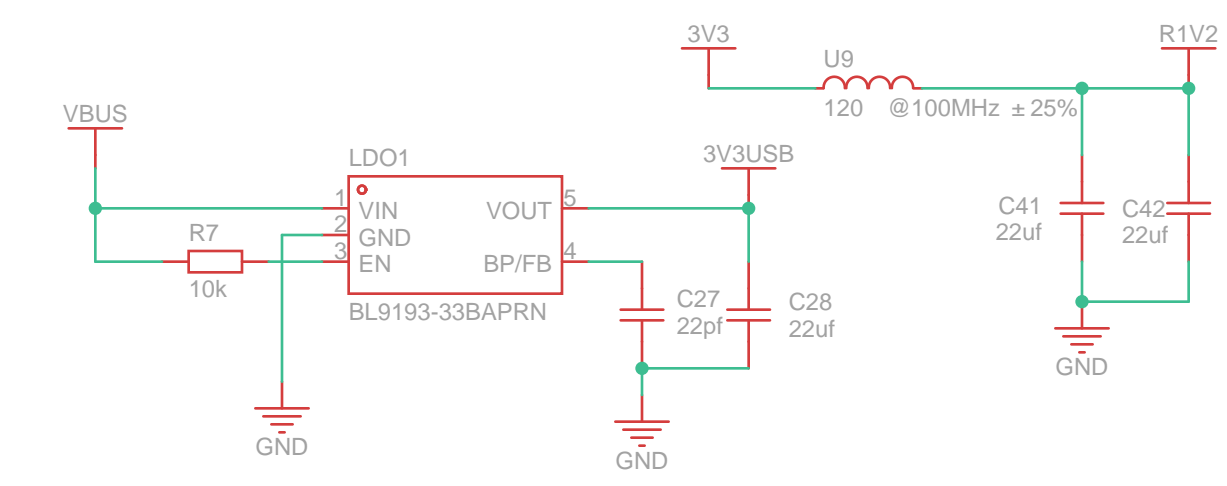 3V3
R1V2
U9
120 @100MHz ±25%
VBUS
LDO1
3V3USB
1
VIN
VOUT
5
2
GND
R7
3
EN
BP/FB
4
10k
BL9193-33BAPRN
C27
22pf
C28
22uf
C41
22uf
C42
22uf
GND
GND
GND